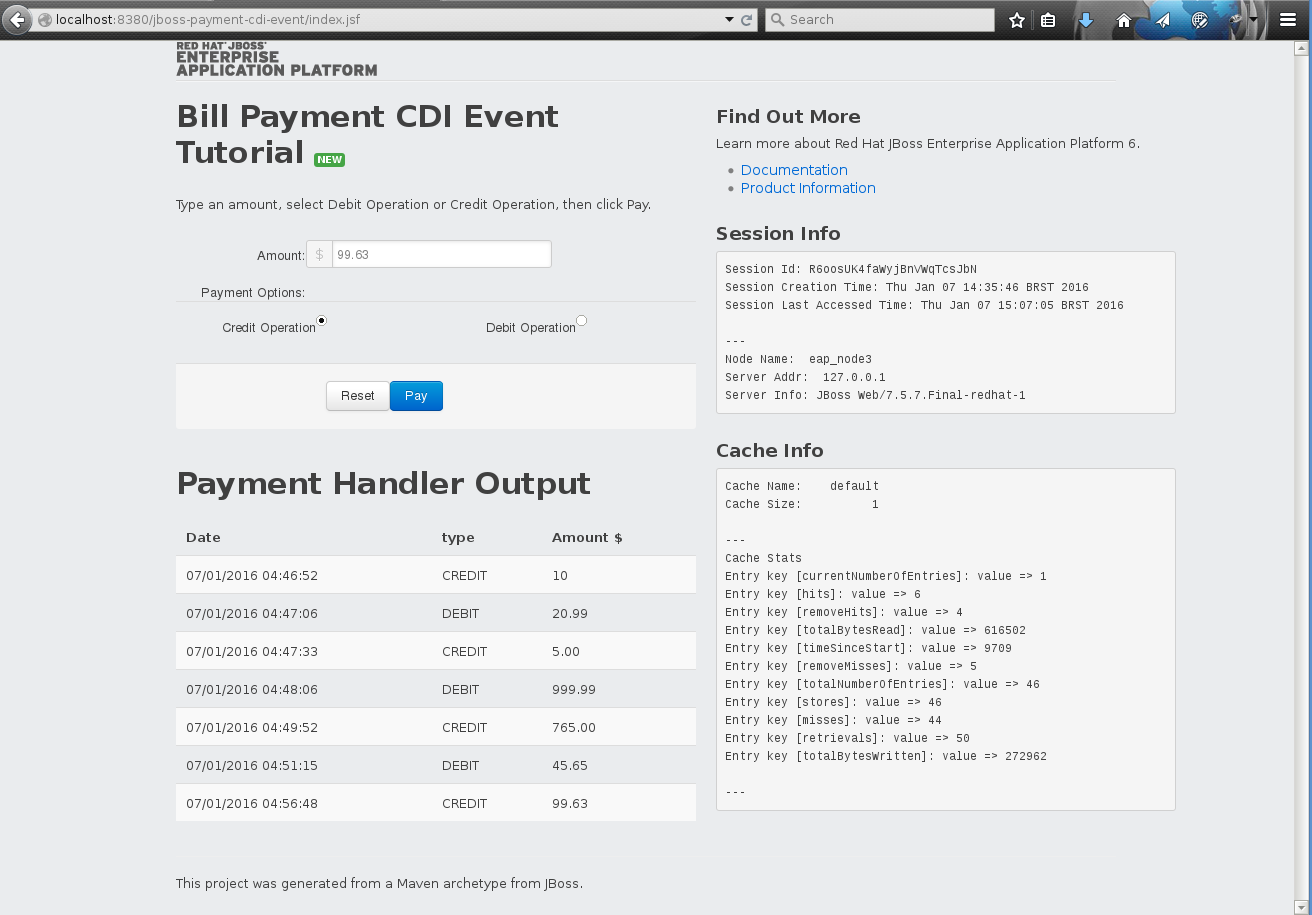 localhost:8380/jboss-payment-cdi-event/index.jsf
Search
RED HAT® JBOSS®
ENTERPRISE
APPLICATION PLATFORM
Bill Payment CDI Event
Tutorial NEW
Type an amount, select Debit Operation or Credit Operation, then click Pay.
Amount: $ 99.63
Payment Options:
Credit Operation Debit Operation
Reset Pay
Payment Handler Output
Date type Amount $
07/01/2016 04:46:52 CREDIT 10
07/01/2016 04:47:06 DEBIT 20.99
07/01/2016 04:47:33 CREDIT 5.00
07/01/2016 04:48:06 DEBIT 999.99
07/01/2016 04:49:52 CREDIT 765.00
07/01/2016 04:51:15 DEBIT 45.65
07/01/2016 04:56:48 CREDIT 99.63
This project was generated from a Maven archetype from JBoss.
Find Out More
Learn more about Red Hat JBoss Enterprise Application Platform 6.
Documentation
Product Information
Session Info
Session Id: R6oosUK4faWyjBnVWqTcsJbN
Session Creation Time: Thu Jan 07 14:35:46 BRST 2016
Session Last Accessed Time: Thu Jan 07 15:07:05 BRST 2016
---
Node Name: eap_node3
Server Addr: 127.0.0.1
Server Info: JBoss Web/7.5.7.Final-redhat-1
Cache Info
Cache Name: default
Cache Size: 1
---
Cache Stats
Entry key [currentNumberOfEntries]: value => 1
Entry key [hits]: value => 6
Entry key [removeHits]: value => 4
Entry key [totalBytesRead]: value => 616502
Entry key [timeSinceStart]: value => 9709
Entry key [removeMisses]: value => 5
Entry key [totalNumberOfEntries]: value => 46
Entry key [stores]: value => 46
Entry key [misses]: value => 44
Entry key [retrievals]: value => 50
Entry key [totalBytesWritten]: value => 272962
---